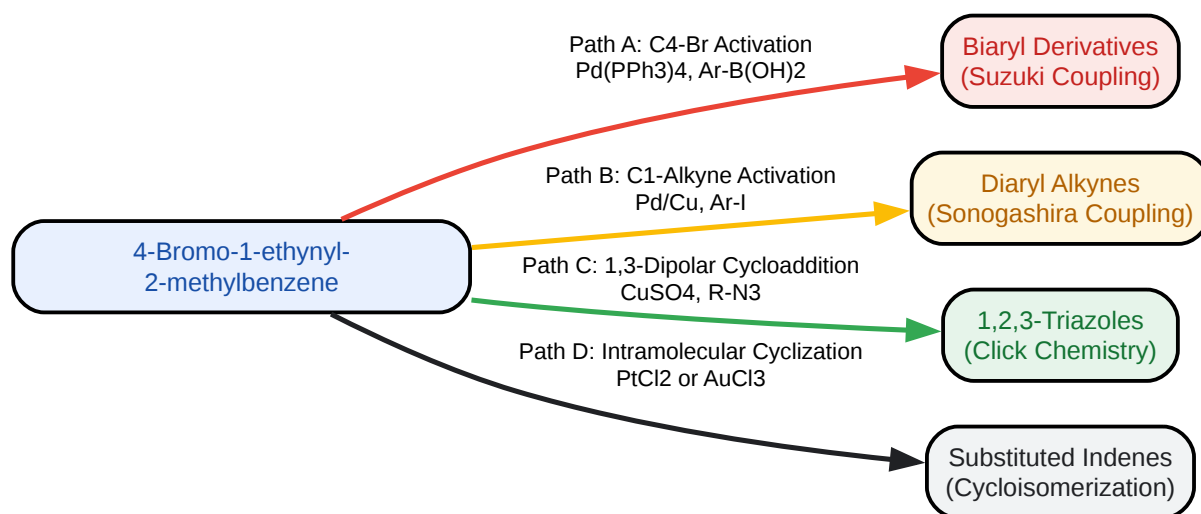 Path A: C4-Br Activation
Pd(PPh3)4, Ar-B(OH)2
Biaryl Derivatives
(Suzuki Coupling)
Path B: C1-Alkyne Activation
Pd/Cu, Ar-I
Diaryl Alkynes
(Sonogashira Coupling)
4-Bromo-1-ethynyl-
2-methylbenzene
Path C: 1,3-Dipolar Cycloaddition
CuSO4, R-N3
1,2,3-Triazoles
(Click Chemistry)
Path D: Intramolecular Cyclization
PtCl2 or AuCl3
Substituted Indenes
(Cycloisomerization)